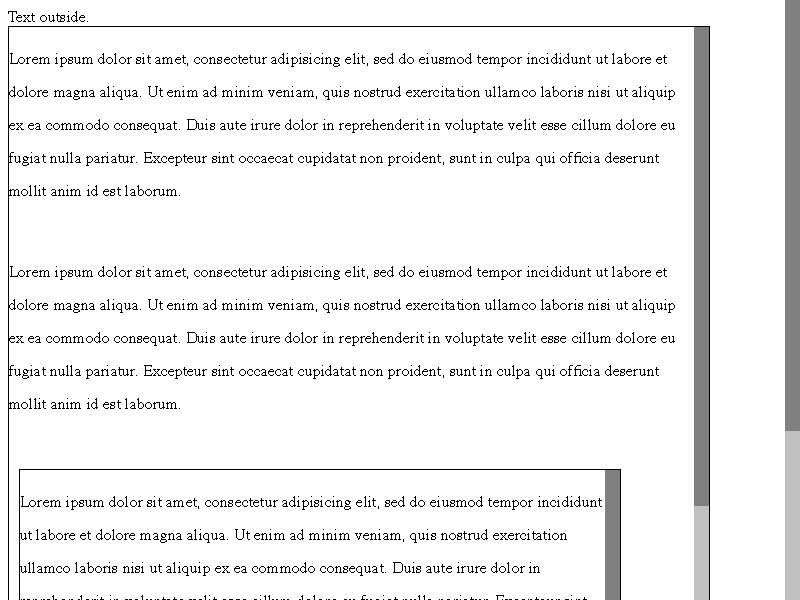 Text outside.
Lorem ipsum dolor sit amet, consectetur adipisicing elit, sed do eiusmod tempor incididunt ut labore et
dolore magna aliqua. Ut enim ad minim veniam, quis nostrud exercitation ullamco laboris nisi ut aliquip
ex ea commodo consequat. Duis aute irure dolor in reprehenderit in voluptate velit esse cillum dolore eu
fugiat nulla pariatur. Excepteur sint occaecat cupidatat non proident, sunt in culpa qui officia deserunt
mollit anim id est laborum.
Lorem ipsum dolor sit amet, consectetur adipisicing elit, sed do eiusmod tempor incididunt ut labore et
dolore magna aliqua. Ut enim ad minim veniam, quis nostrud exercitation ullamco laboris nisi ut aliquip
ex ea commodo consequat. Duis aute irure dolor in reprehenderit in voluptate velit esse cillum dolore eu
fugiat nulla pariatur. Excepteur sint occaecat cupidatat non proident, sunt in culpa qui officia deserunt
mollit anim id est laborum.
Lorem ipsum dolor sit amet, consectetur adipisicing elit, sed do eiusmod tempor incididunt
ut labore et dolore magna aliqua. Ut enim ad minim veniam, quis nostrud exercitation
ullamco laboris nisi ut aliquip ex ea commodo consequat. Duis aute irure dolor in